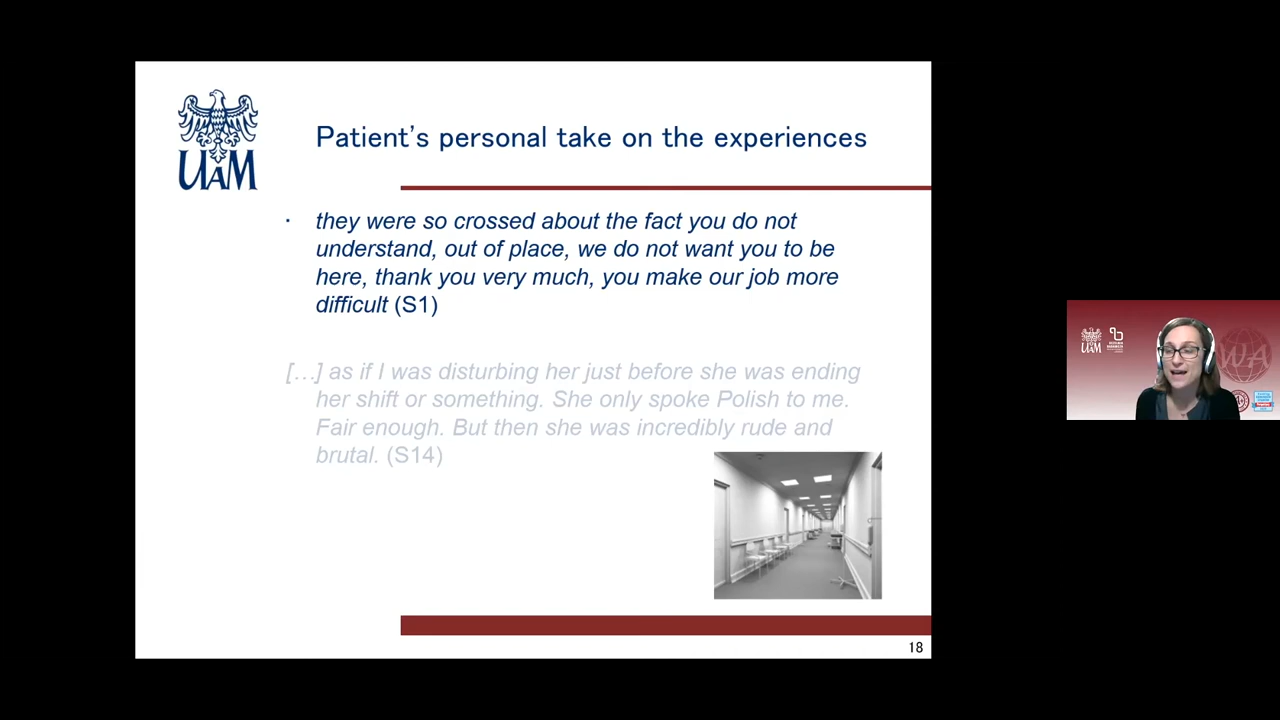 UAM
Patient's personal take on the experiences
• they were so crossed about the fact you do not
understand, out of place, we do not want you to be
here, thank you very much, you make our job more
difficult (S1)
[…] as if I was disturbing her just before she was ending
her shift or something. She only spoke Polish to me.
Fair enough. But then she was incredibly rude and
brutal. (S14)
18
UAM
WA